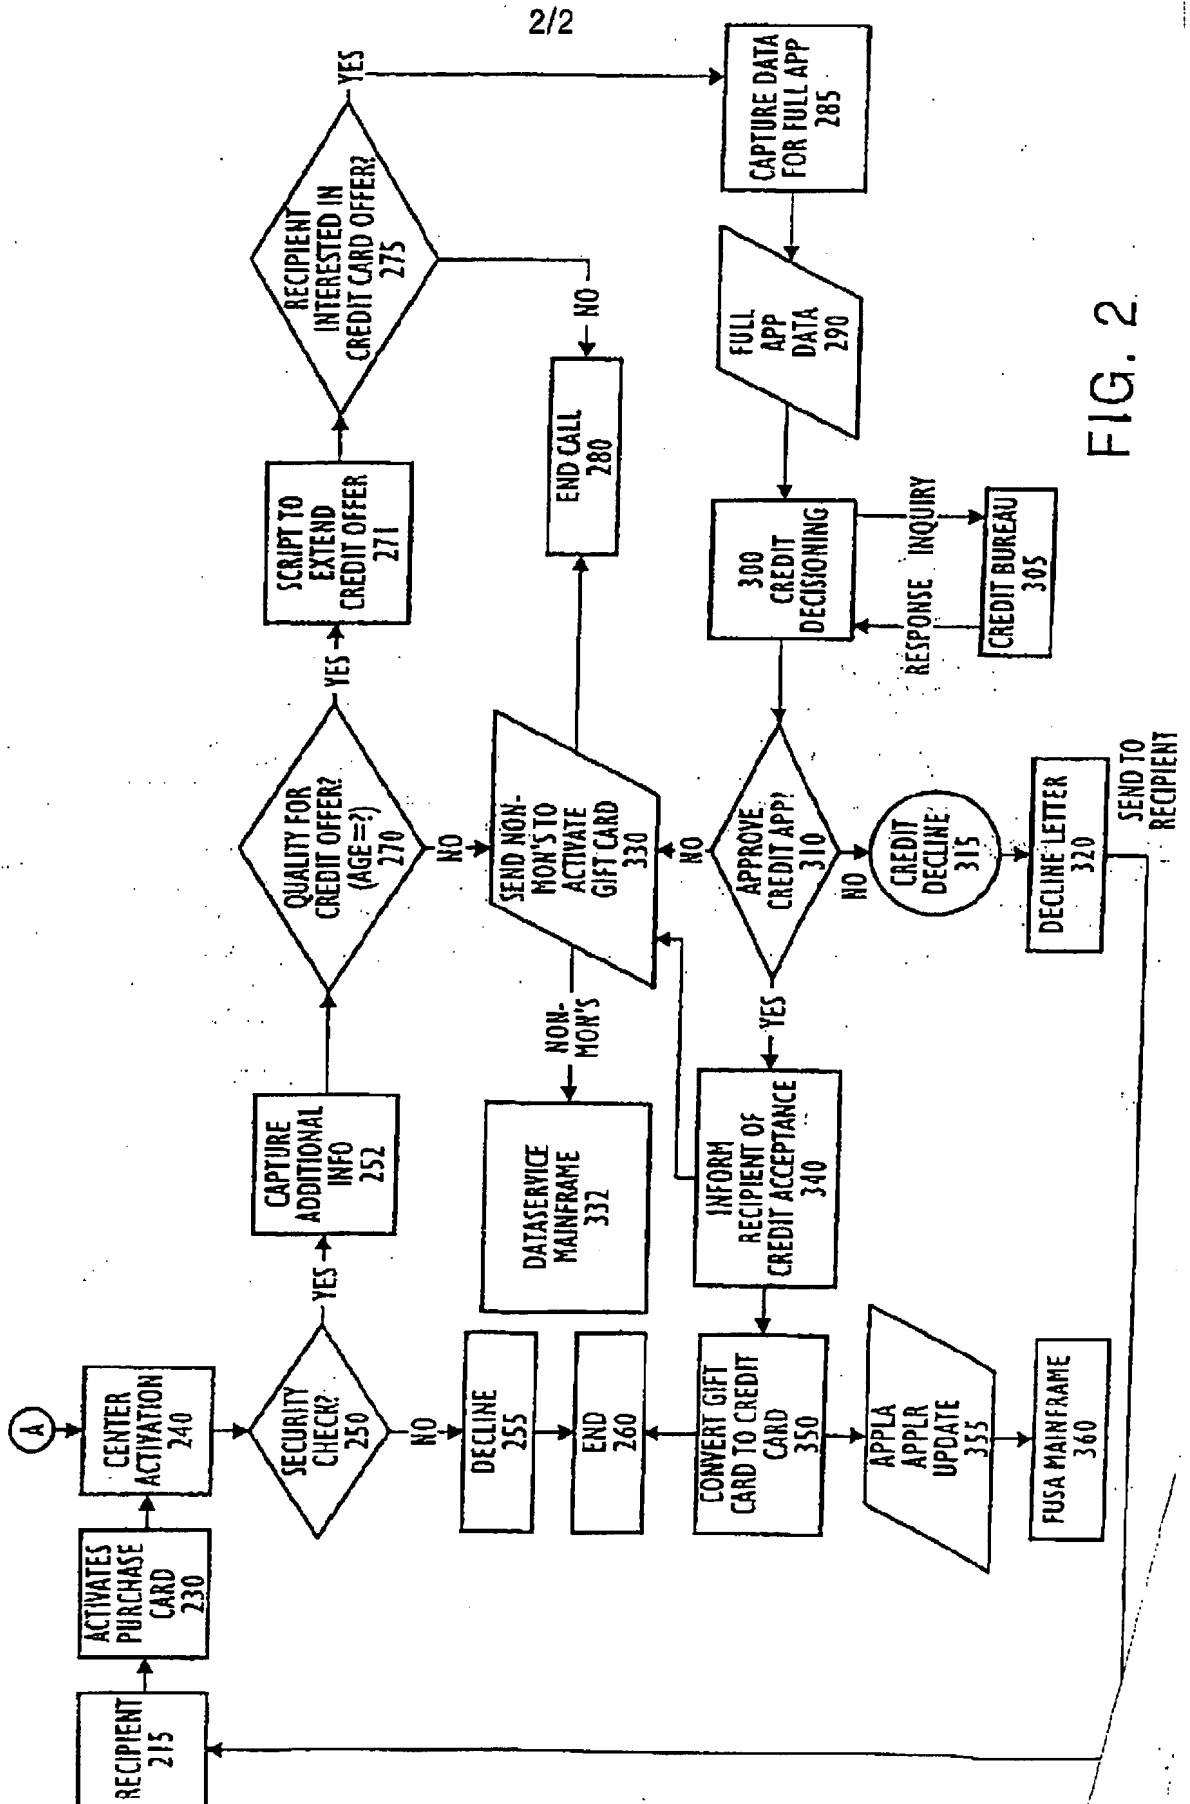 2/2
A
RECIPIENT
215
ACTIVATES
PURCHASE
CARD
230
CENTER
ACTIVATION
240
SECURITY
CHECK?
250
YES
NO
CAPTURE
ADDITIONAL
INFO
252
QUALITY FOR
CREDIT OFFER?
(AGE=?)
270
YES
NO
SCRIPT TO
EXTEND
CREDIT OFFER
271
RECIPIENT
INTERESTED IN
CREDIT CARD OFFER?
275
YES
NO
DECLINE
255
END
260
DATASERVICE
MAINFRAME
332
NON-
MON'S
SEND NON-
MON'S TO
ACTIVATE
GIFT CARD
330
END CALL
280
CAPTURE DATA
FOR FULL APP
285
FULL
APP
DATA
290
300
CREDIT
DECISIONING
INQUIRY
RESPONSE
CREDIT BUREAU
305
APPROVE
CREDIT APP?
310
NO
NO
YES
CREDIT
DECLINE
315
DECLINE LETTER
320
SEND TO
RECIPIENT
INFORM
RECIPIENT OF
CREDIT ACCEPTANCE
340
CONVERT GIFT
CARD TO CREDIT
CARD
350
APPLA
APPLR
UPDATE
355
FUSA MAINFRAME
360
FIG. 2